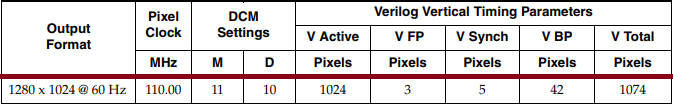 Output Format Pixel Clock DCM Settings Verilog Vertical Timing Parameters
V Active V FP V Synch V BP V Total
MHz M D Pixels Pixels Pixels Pixels Pixels
1280 x 1024 @ 60 Hz 110.00 11 10 1024 3 5 42 1074